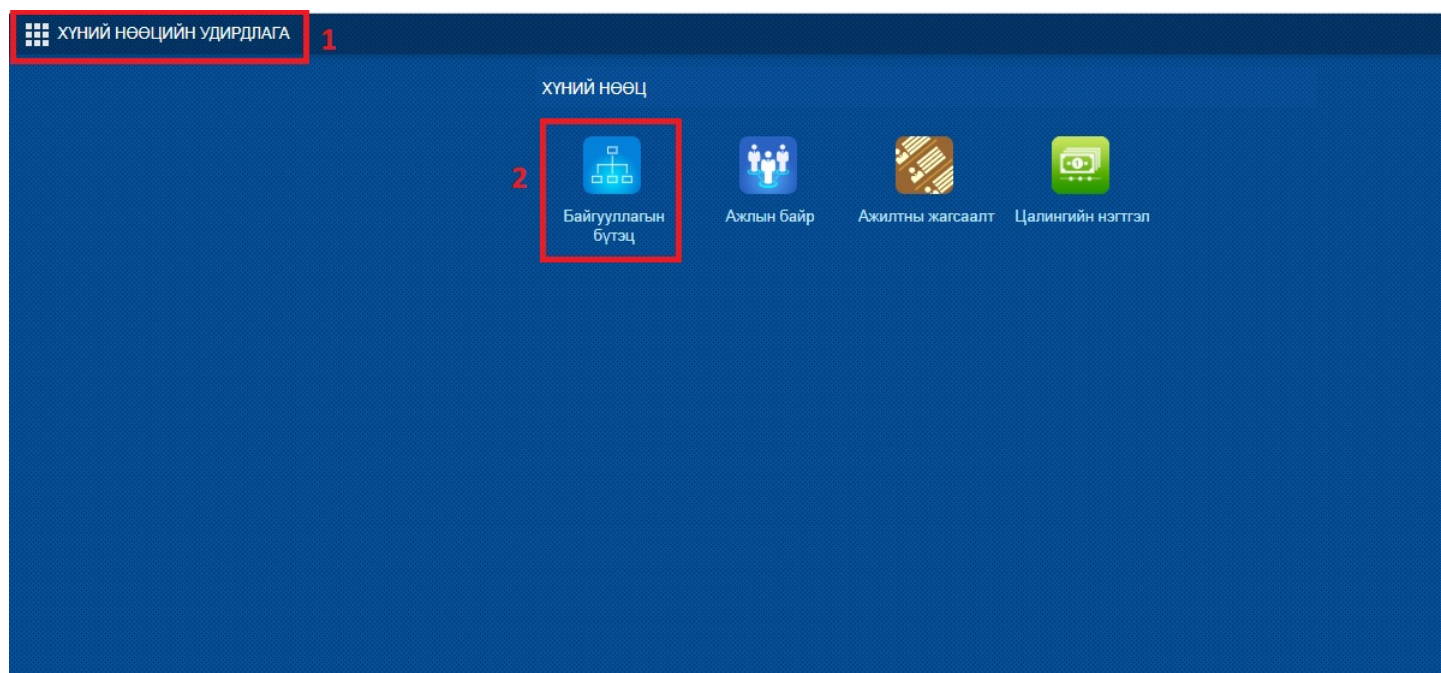 ХҮНИЙ НӨӨЦИЙН УДИРДЛАГА
1
ХҮНИЙ НӨӨЦ
2
Байгууллагын
бүтэц
Ажлын байр
Ажилтны жагсаалт
Цалингийн нэгтгэл